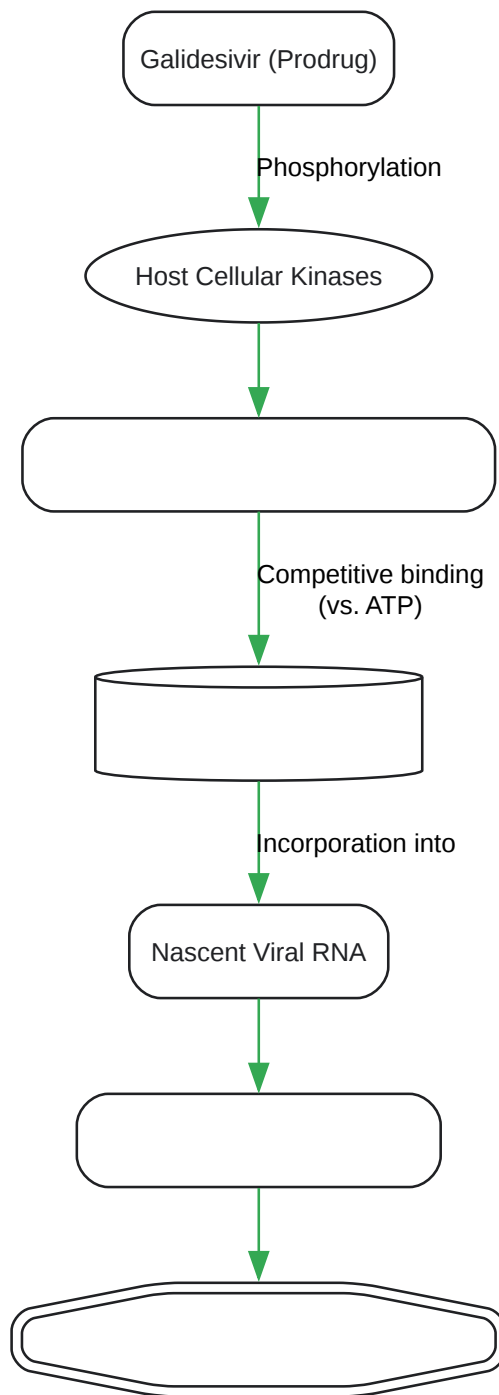 Galidesivir (Prodrug)
Phosphorylation
Host Cellular Kinases
Competitive binding
(vs. ATP)
Incorporation into
Nascent Viral RNA